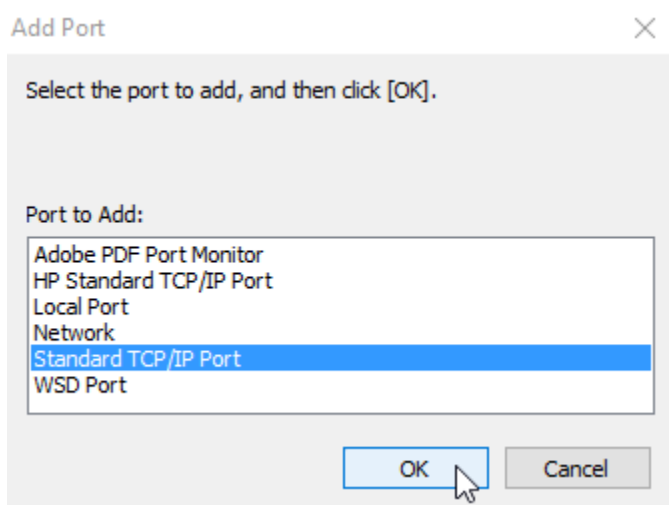 Add Port
Select the port to add, and then click [OK].
Port to Add:
Adobe PDF Port Monitor
HP Standard TCP/IP Port
Local Port
Network
Standard TCP/IP Port
WSD Port
OK
Cancel